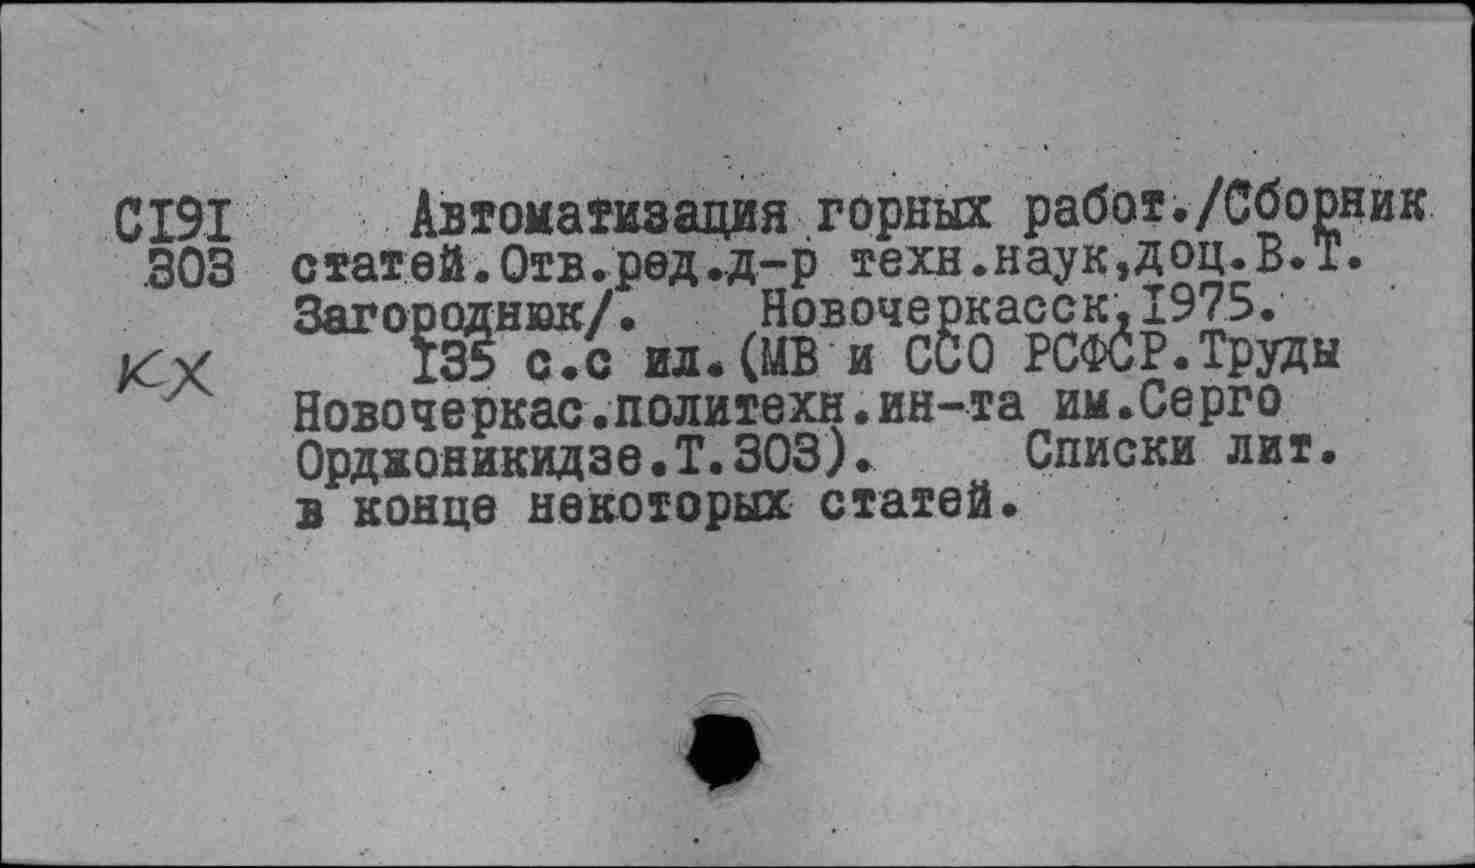 С191 Автоматизация горных работ./Сборник
303 статей.Отв.ред.д-р техн.наук,доц.В.Т.
Загороднюк/. Новочеркасск,1975.
КХ 135 с.с ил.(МВ и ССО РСФСР.Труды
Новочеркас.политехн.ин-та им.Серго
Орджоникидзе.Т.303). Списки лит.
в конце некоторых статей.